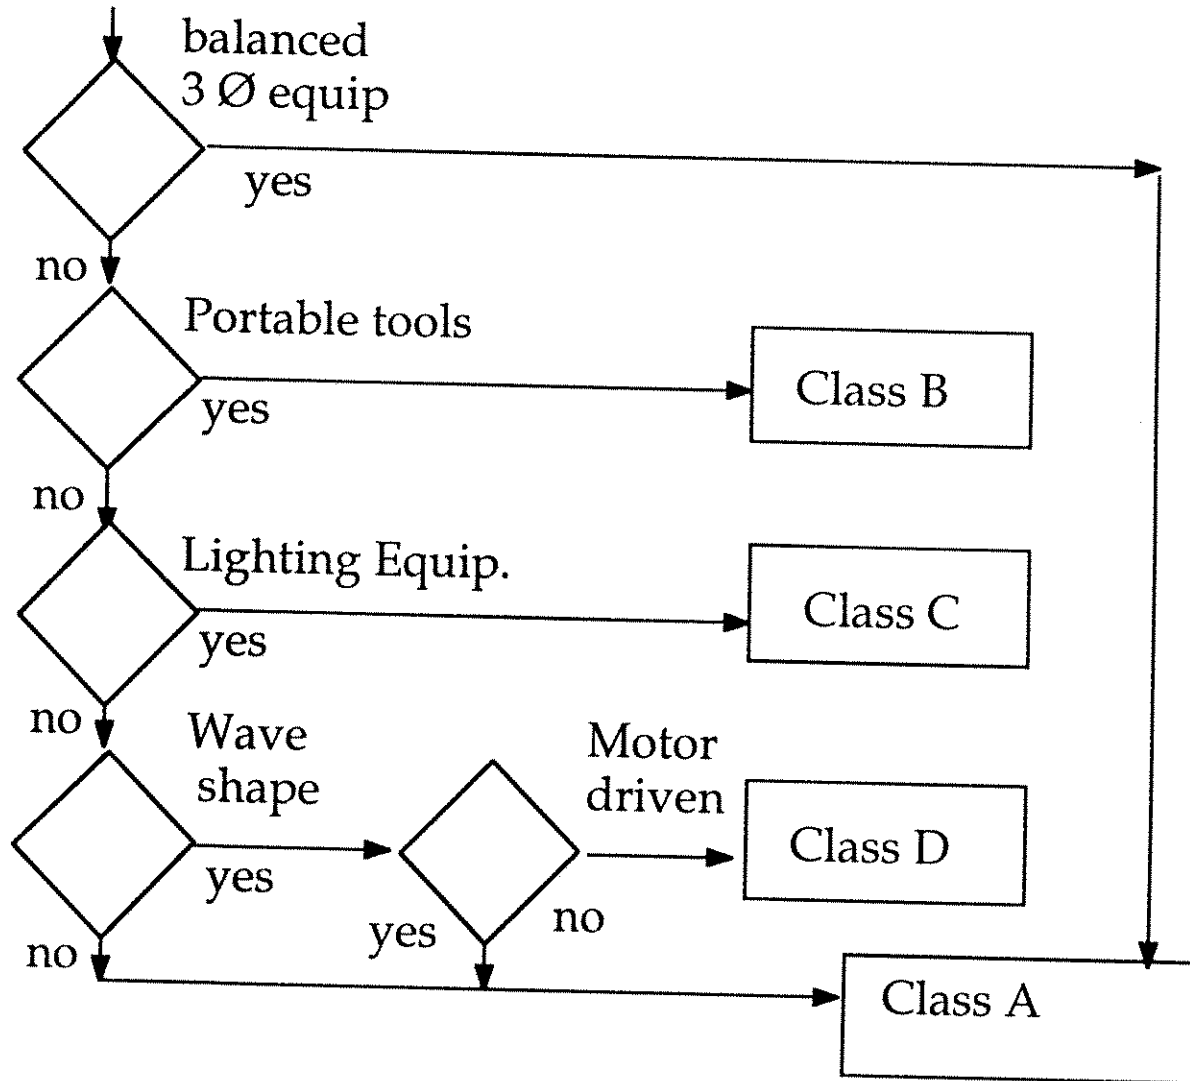 balanced
3 Ø equip
yes
no
Portable tools
yes
Class B
no
Lighting Equip.
yes
Class C
no
Wave
shape
yes
Motor
driven
Class D
yes
no
no
Class A